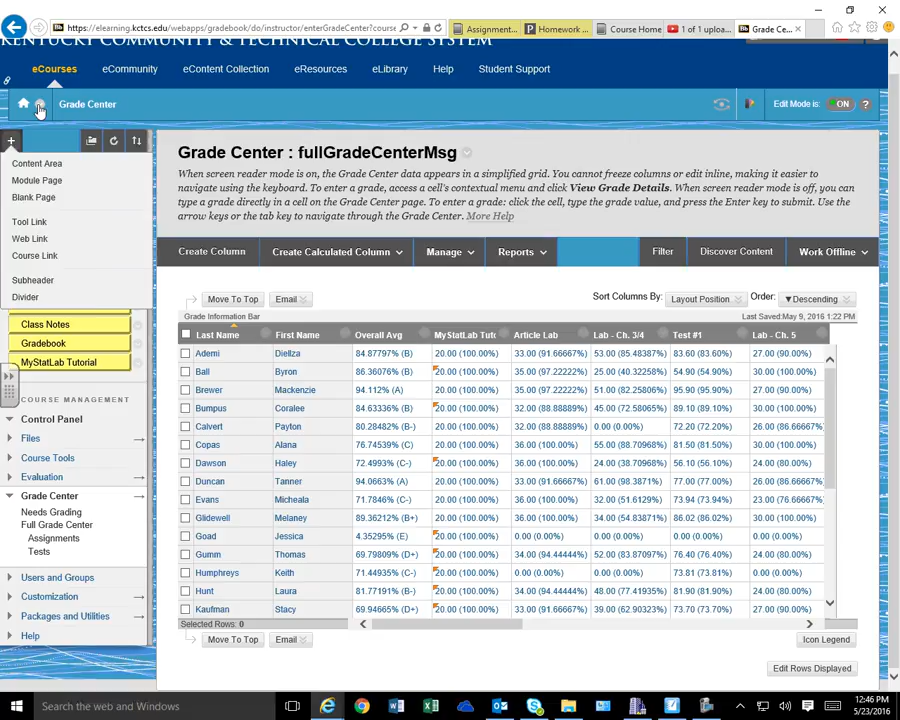 https://elearning.kctcs.edu/webapps/gradebook/do/instructor/enterGradeCenter?course
Assignment...
Homework ...
Course Home
1 of 1 uploa...
Grade Ce...
KENTUCKY COMMUNITY & TECHNICAL COLLEGE SYSTEM
eCourses eCommunity eContent Collection eResources eLibrary Help Student Support
Grade Center
Edit Mode is: ON ?
Content Area
Module Page
Blank Page
Tool Link
Web Link
Course Link
Subheader
Divider
Class Notes
Gradebook
MyStatLab Tutorial
COURSE MANAGEMENT
Control Panel
Files
Course Tools
Evaluation
Grade Center
Needs Grading
Full Grade Center
Assignments
Tests
Users and Groups
Customization
Packages and Utilities
Help
Grade Center : fullGradeCenterMsg
When screen reader mode is on, the Grade Center data appears in a simplified grid. You cannot freeze columns or edit inline, making it easier to
navigate using the keyboard. To enter a grade, access a cell's contextual menu and click View Grade Details. When screen reader mode is off, you can
type a grade directly in a cell on the Grade Center page. To enter a grade: click the cell, type the grade value, and press the Enter key to submit. Use the
arrow keys or the tab key to navigate through the Grade Center. More Help
Create Column Create Calculated Column Manage Reports Filter Discover Content Work Offline
Move To Top Email Sort Columns By: Layout Position Order: ▼Descending
Grade Information Bar Last Saved:May 9, 2016 1:22 PM
Last Name First Name Overall Avg MyStatLab Tuto Article Lab Lab - Ch. 3/4 Test #1 Lab - Ch. 5
Ademi Diellza 84.87797% (B) 20.00 (100.00%) 33.00 (91.66667%) 53.00 (85.48387%) 83.60 (83.60%) 27.00 (90.00%)
Ball Byron 86.36076% (B) 20.00 (100.00%) 35.00 (97.22222%) 25.00 (40.32258%) 54.90 (54.90%) 30.00 (100.00%)
Brewer Mackenzie 94.112% (A) 20.00 (100.00%) 35.00 (97.22222%) 51.00 (82.25806%) 95.90 (95.90%) 27.00 (90.00%)
Bumpus Coralee 84.63336% (B) 20.00 (100.00%) 32.00 (88.88889%) 45.00 (72.58065%) 89.10 (89.10%) 30.00 (100.00%)
Calvert Payton 80.28482% (B-) 20.00 (100.00%) 32.00 (88.88889%) 0.00 (0.00%) 72.20 (72.20%) 26.00 (86.66667%)
Copas Alana 76.74539% (C) 20.00 (100.00%) 36.00 (100.00%) 55.00 (88.70968%) 81.50 (81.50%) 30.00 (100.00%)
Dawson Haley 72.4993% (C-) 20.00 (100.00%) 36.00 (100.00%) 24.00 (38.70968%) 56.10 (56.10%) 24.00 (80.00%)
Duncan Tanner 94.0663% (A) 20.00 (100.00%) 33.00 (91.66667%) 61.00 (98.3871%) 77.00 (77.00%) 26.00 (86.66667%)
Evans Micheala 71.7846% (C-) 20.00 (100.00%) 36.00 (100.00%) 32.00 (51.6129%) 73.94 (73.94%) 23.00 (76.66667%)
Glidewell Melaney 89.36212% (B+) 20.00 (100.00%) 36.00 (100.00%) 34.00 (54.83871%) 86.02 (86.02%) 30.00 (100.00%)
Goad Jessica 4.35295% (E) 20.00 (100.00%) 0.00 (0.00%) 0.00 (0.00%) 0.00 (0.00%) 0.00 (0.00%)
Gumm Thomas 69.79809% (D+) 20.00 (100.00%) 34.00 (94.44444%) 52.00 (83.87097%) 76.40 (76.40%) 24.00 (80.00%)
Humphreys Keith 71.44935% (C-) 20.00 (100.00%) 0.00 (0.00%) 0.00 (0.00%) 73.81 (73.81%) 0.00 (0.00%)
Hunt Laura 81.77191% (B-) 20.00 (100.00%) 34.00 (94.44444%) 48.00 (77.41935%) 81.90 (81.90%) 24.00 (80.00%)
Kaufman Stacy 69.94665% (D+) 20.00 (100.00%) 33.00 (91.66667%) 39.00 (62.90323%) 73.70 (73.70%) 27.00 (90.00%)
Selected Rows: 0
Move To Top Email Icon Legend
Edit Rows Displayed
Search the web and Windows
12:46 PM
5/23/2016